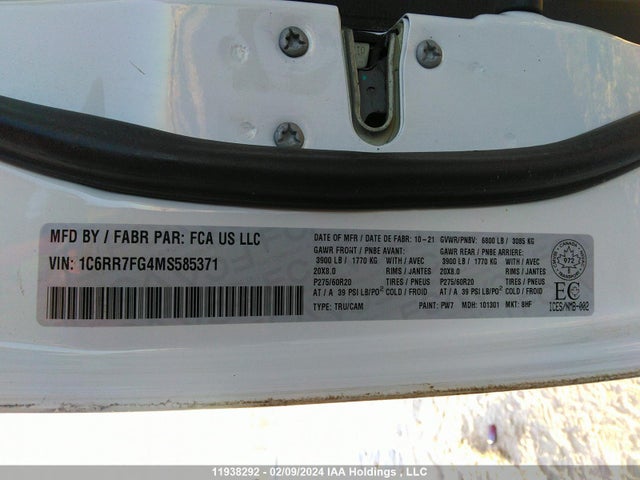 MFD BY / FABR PAR: FCA US LLC
VIN: 1C6RR7FG4MS585371
DATE OF MFR / DATE DE FABR: 10-21 GVWR/PNBV: 6800 LB / 3085 KG
GAWR FRONT / PNBE AVANT: GAWR REAR / PNBE ARRIERE:
3900 LB / 1770 KG WITH / AVEC 3900 LB / 1770 KG WITH / AVEC
20X8.0 RIMS / JANTES 20X8.0 RIMS / JANTES
P275/60R20 TIRES / PNEUS P275/60R20 TIRES / PNEUS
AT / A 39 PSI LB/PO² COLD / FROID AT / A 39 PSI LB/PO² COLD / FROID
TYPE: TRU/CAM PAINT: PW7 MDH: 101301 MKT: 8HF
CANADA
972
EC
ICES/NMB-002
11938292 - 02/09/2024 IAA Holdings , LLC